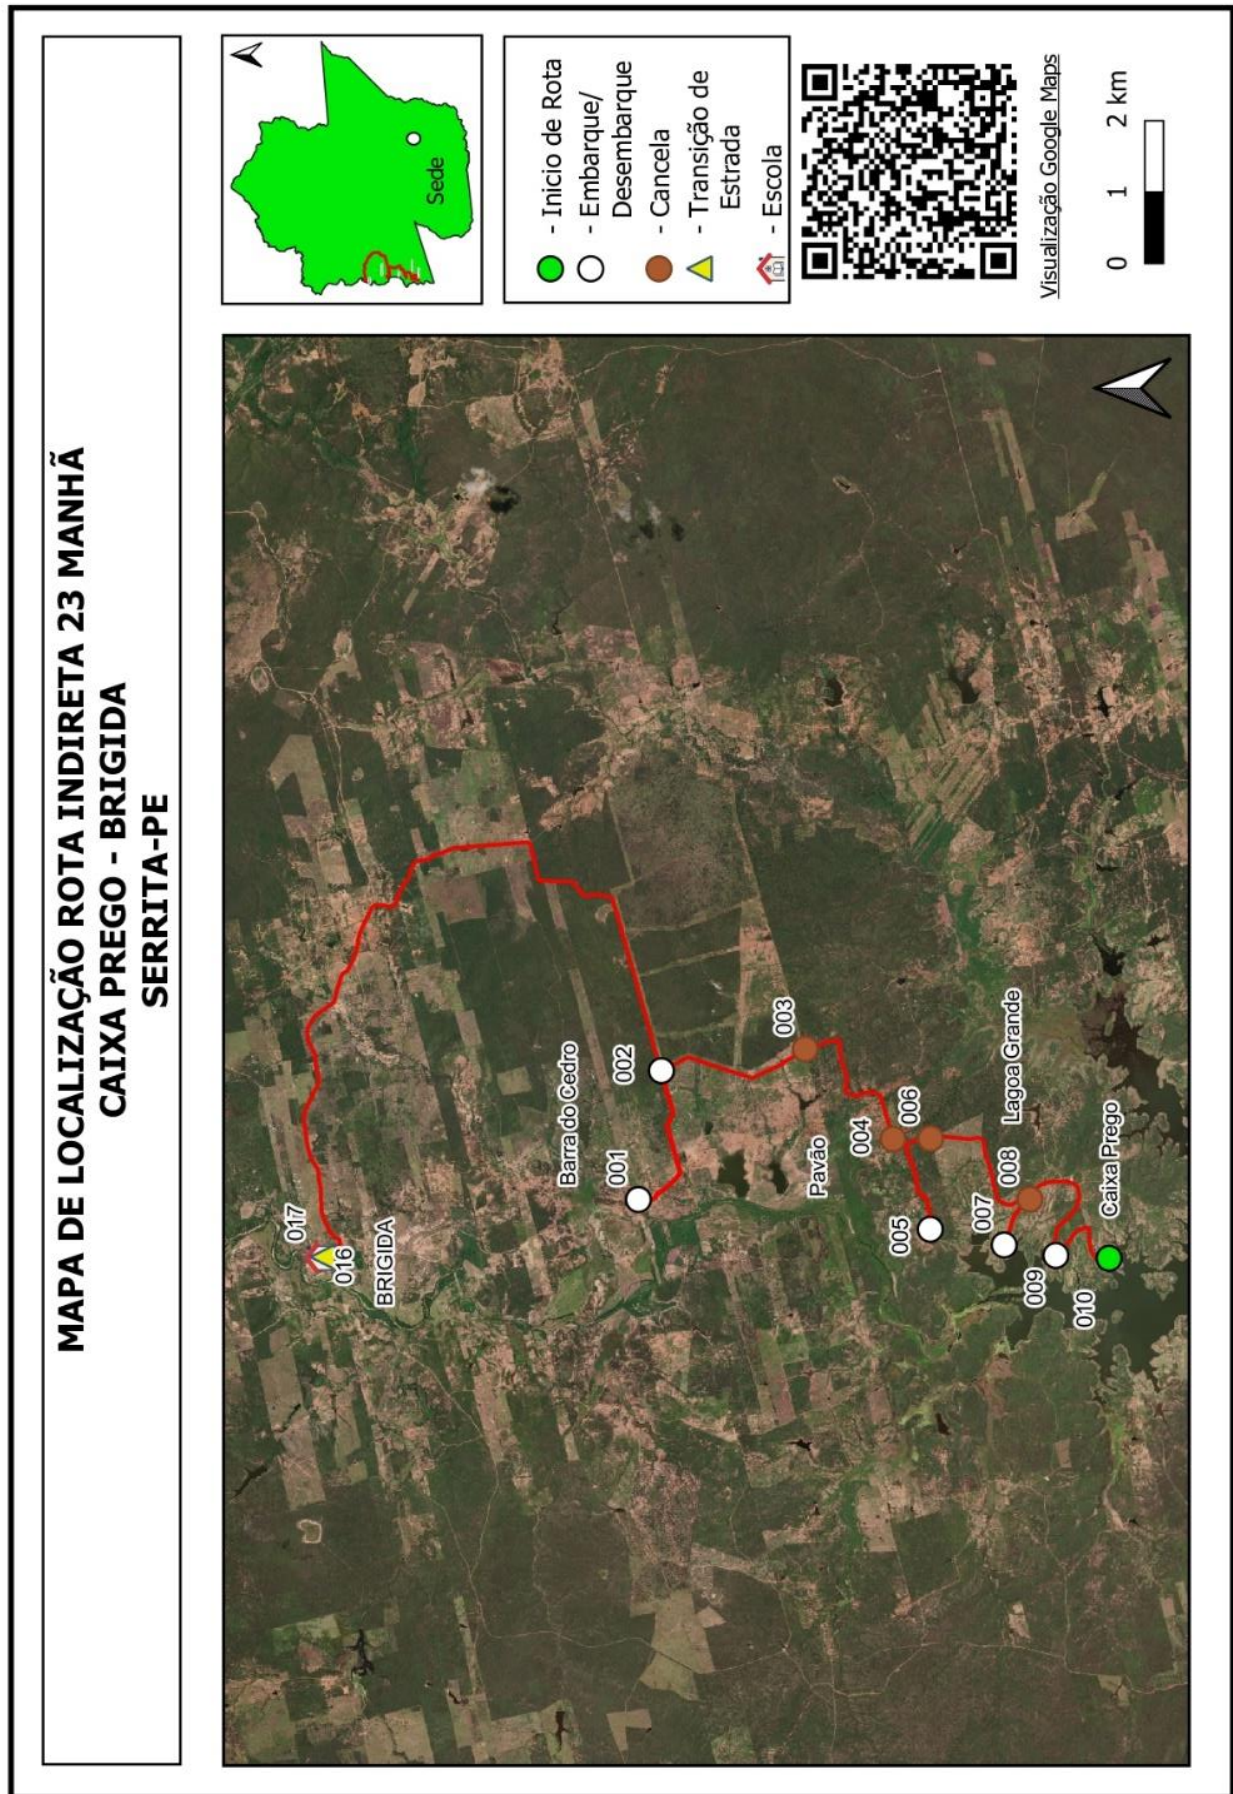 MAPA DE LOCALIZAÇÃO ROTA INDIRETA 23 MANHÃ
CAIXA PREGO - BRIGIDA
SERRITA-PE
017
016
BRIGIDA
Barra do Cedro
001
002
003
Pavão
004
006
005
Lagoa Grande
007
008
009
010
Caixa Prego
Sede
- Inicio de Rota
- Embarque/
Desembarque
- Cancela
- Transição de
Estrada
- Escola
Visualização Google Maps
0 1 2 km